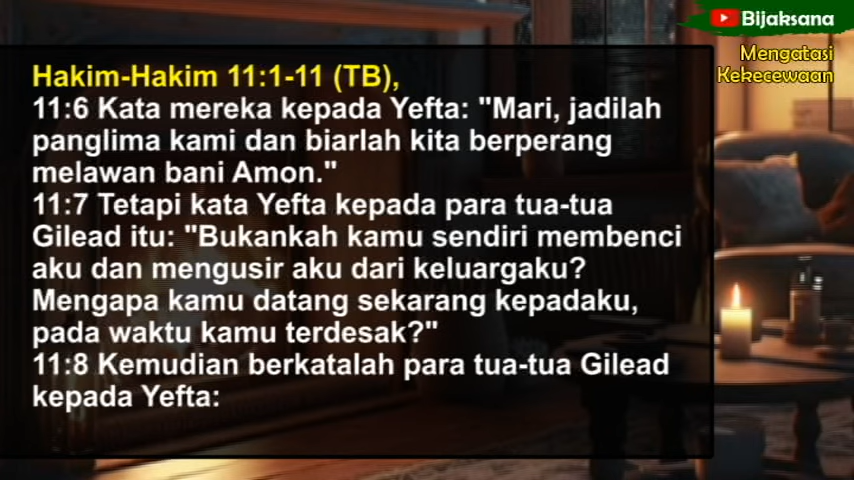 Bijaksana
Mengatasi
Kekecewaan
Hakim-Hakim 11:1-11 (TB),
11:6 Kata mereka kepada Yefta: "Mari, jadilah
panglima kami dan biarlah kita berperang
melawan bani Amon."
11:7 Tetapi kata Yefta kepada para tua-tua
Gilead itu: "Bukankah kamu sendiri membenci
aku dan mengusir aku dari keluargaku?
Mengapa kamu datang sekarang kepadaku,
pada waktu kamu terdesak?"
11:8 Kemudian berkatalah para tua-tua Gilead
kepada Yefta: